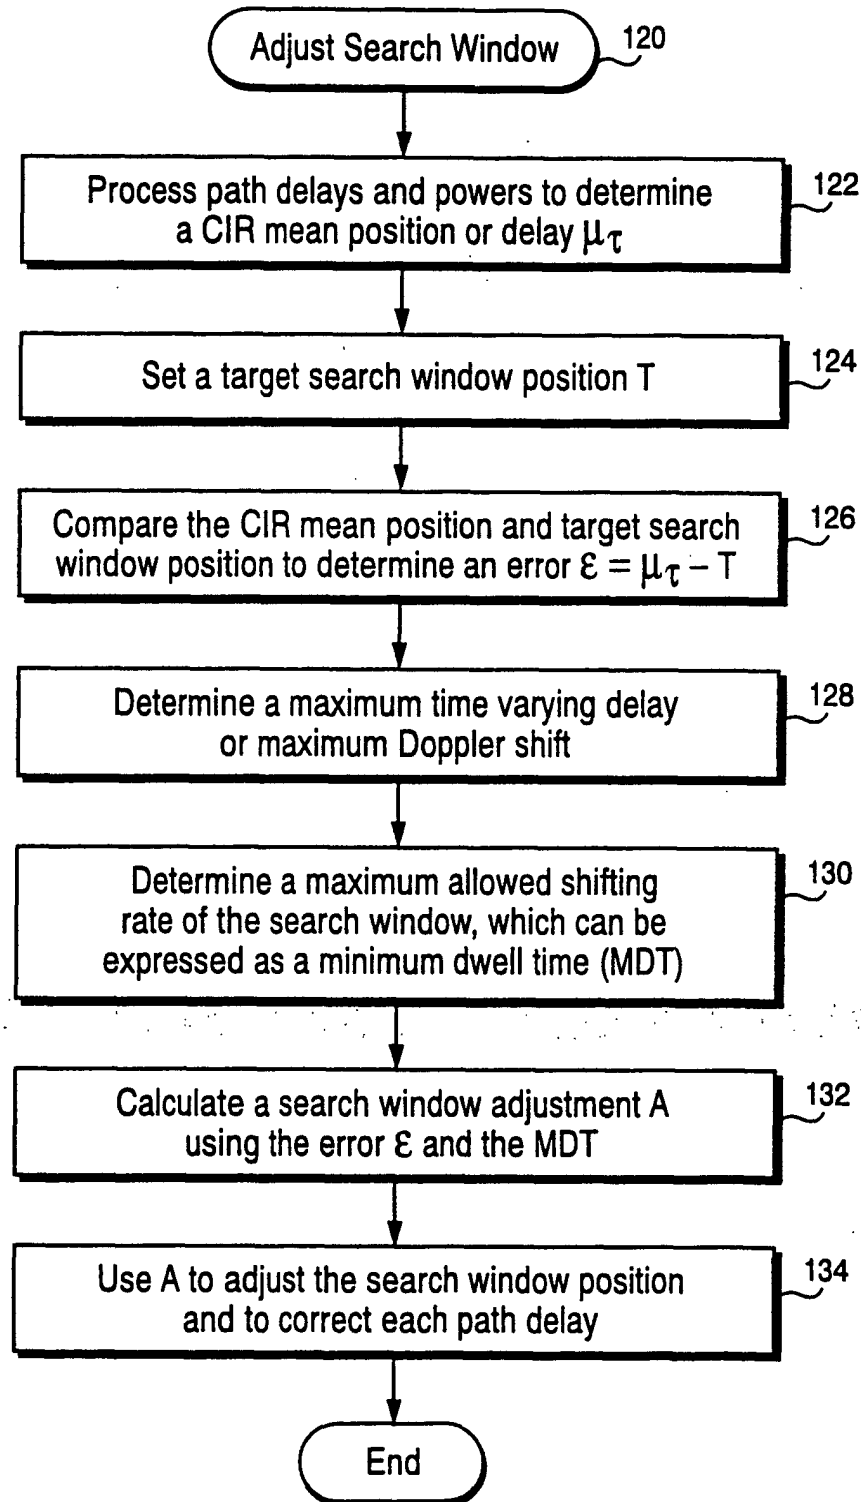 Adjust Search Window
120
Process path delays and powers to determine
a CIR mean position or delay μτ
122
Set a target search window position T
124
Compare the CIR mean position and target search
window position to determine an error ε = μτ – T
126
Determine a maximum time varying delay
or maximum Doppler shift
128
Determine a maximum allowed shifting
rate of the search window, which can be
expressed as a minimum dwell time (MDT)
130
Calculate a search window adjustment A
using the error ε and the MDT
132
Use A to adjust the search window position
and to correct each path delay
134
End